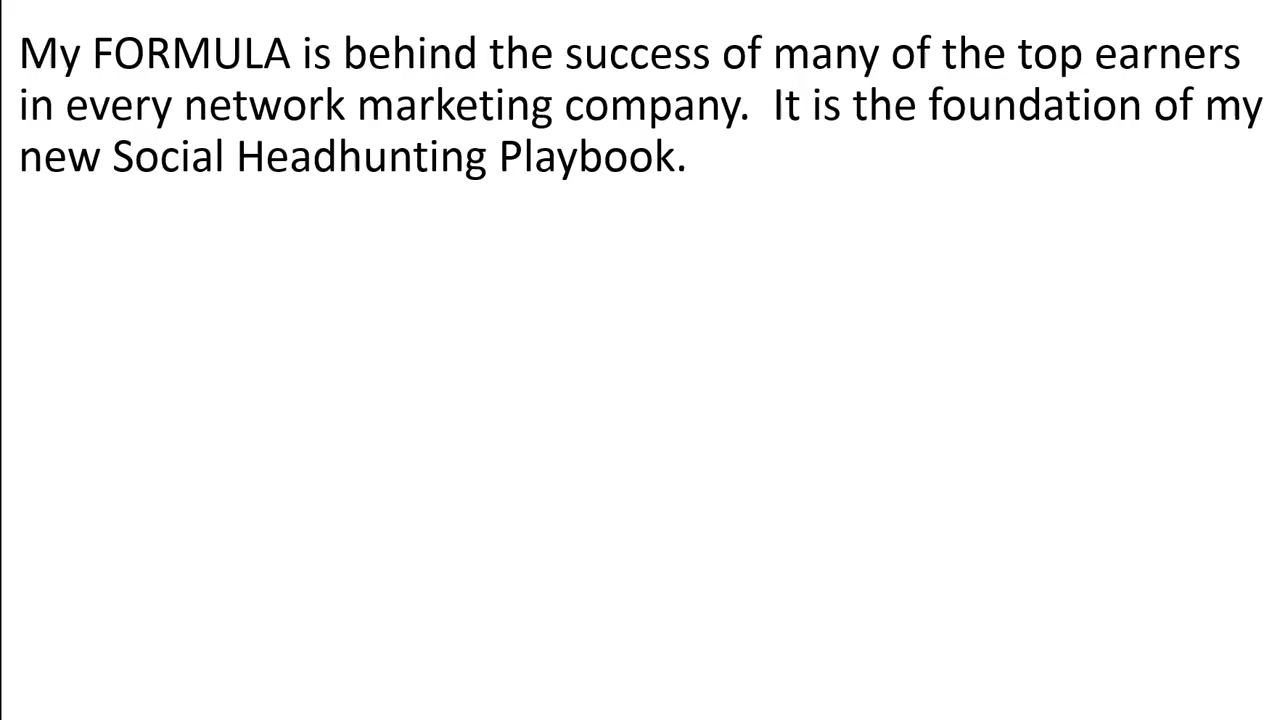 My FORMULA is behind the success of many of the top earners
in every network marketing company.  It is the foundation of my
new Social Headhunting Playbook.